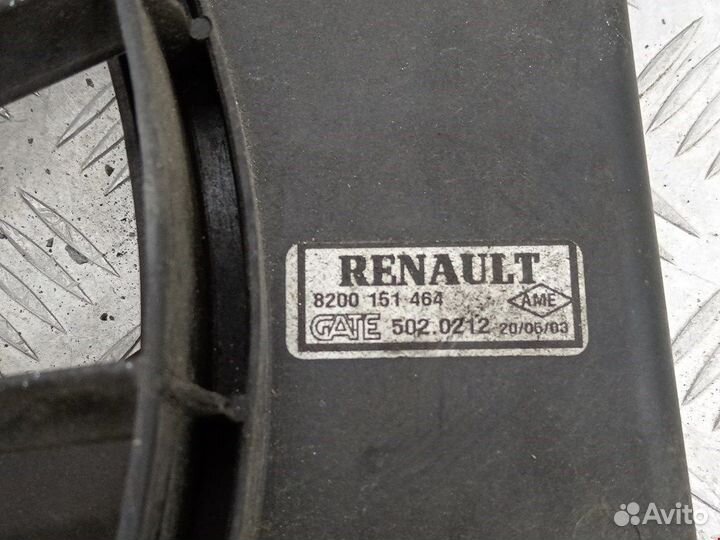 RENAULT
8200 151 464
AME
GATE 502.0212 20/06/03
Avito